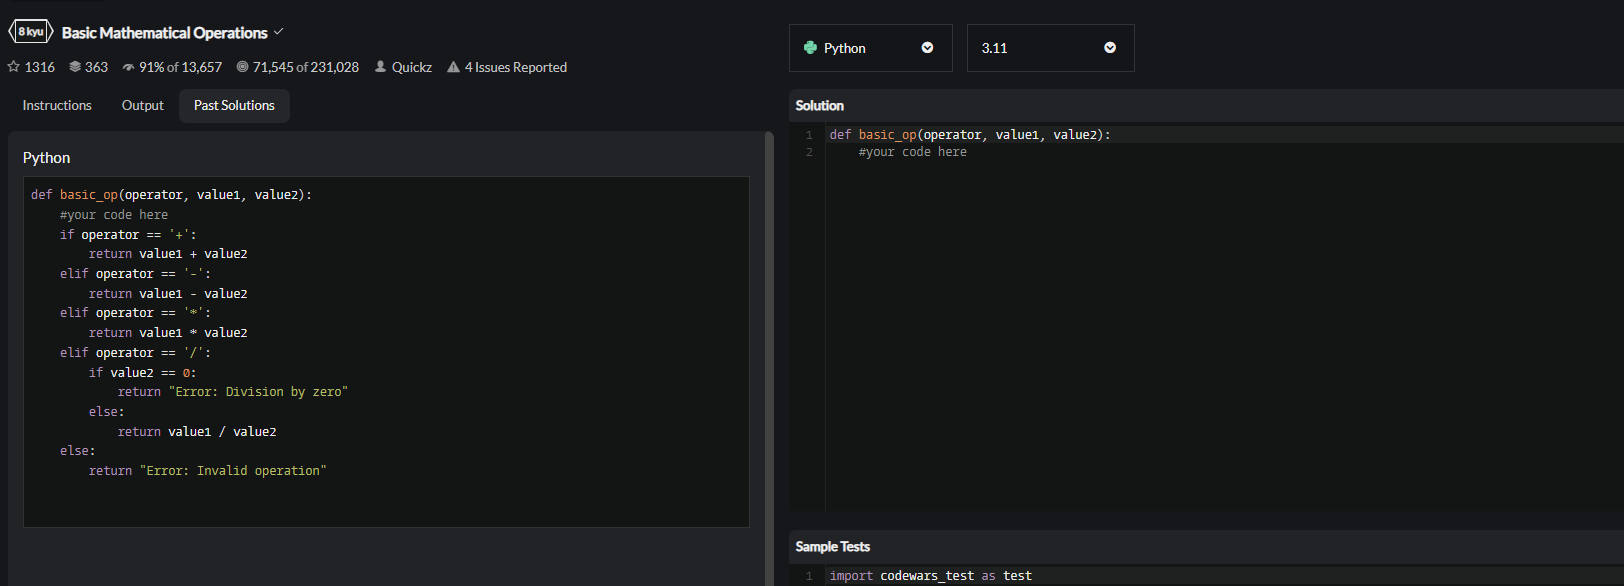 8 kyu Basic Mathematical Operations
1316 363 91% of 13,657 71,545 of 231,028 Quickz 4 Issues Reported
Instructions Output Past Solutions
Python
def basic_op(operator, value1, value2):
    #your code here
    if operator == '+':
        return value1 + value2
    elif operator == '-':
        return value1 - value2
    elif operator == '*':
        return value1 * value2
    elif operator == '/':
        if value2 == 0:
            return "Error: Division by zero"
        else:
            return value1 / value2
    else:
        return "Error: Invalid operation"
Python 3.11
Solution
1 def basic_op(operator, value1, value2):
2     #your code here
Sample Tests
1 import codewars_test as test